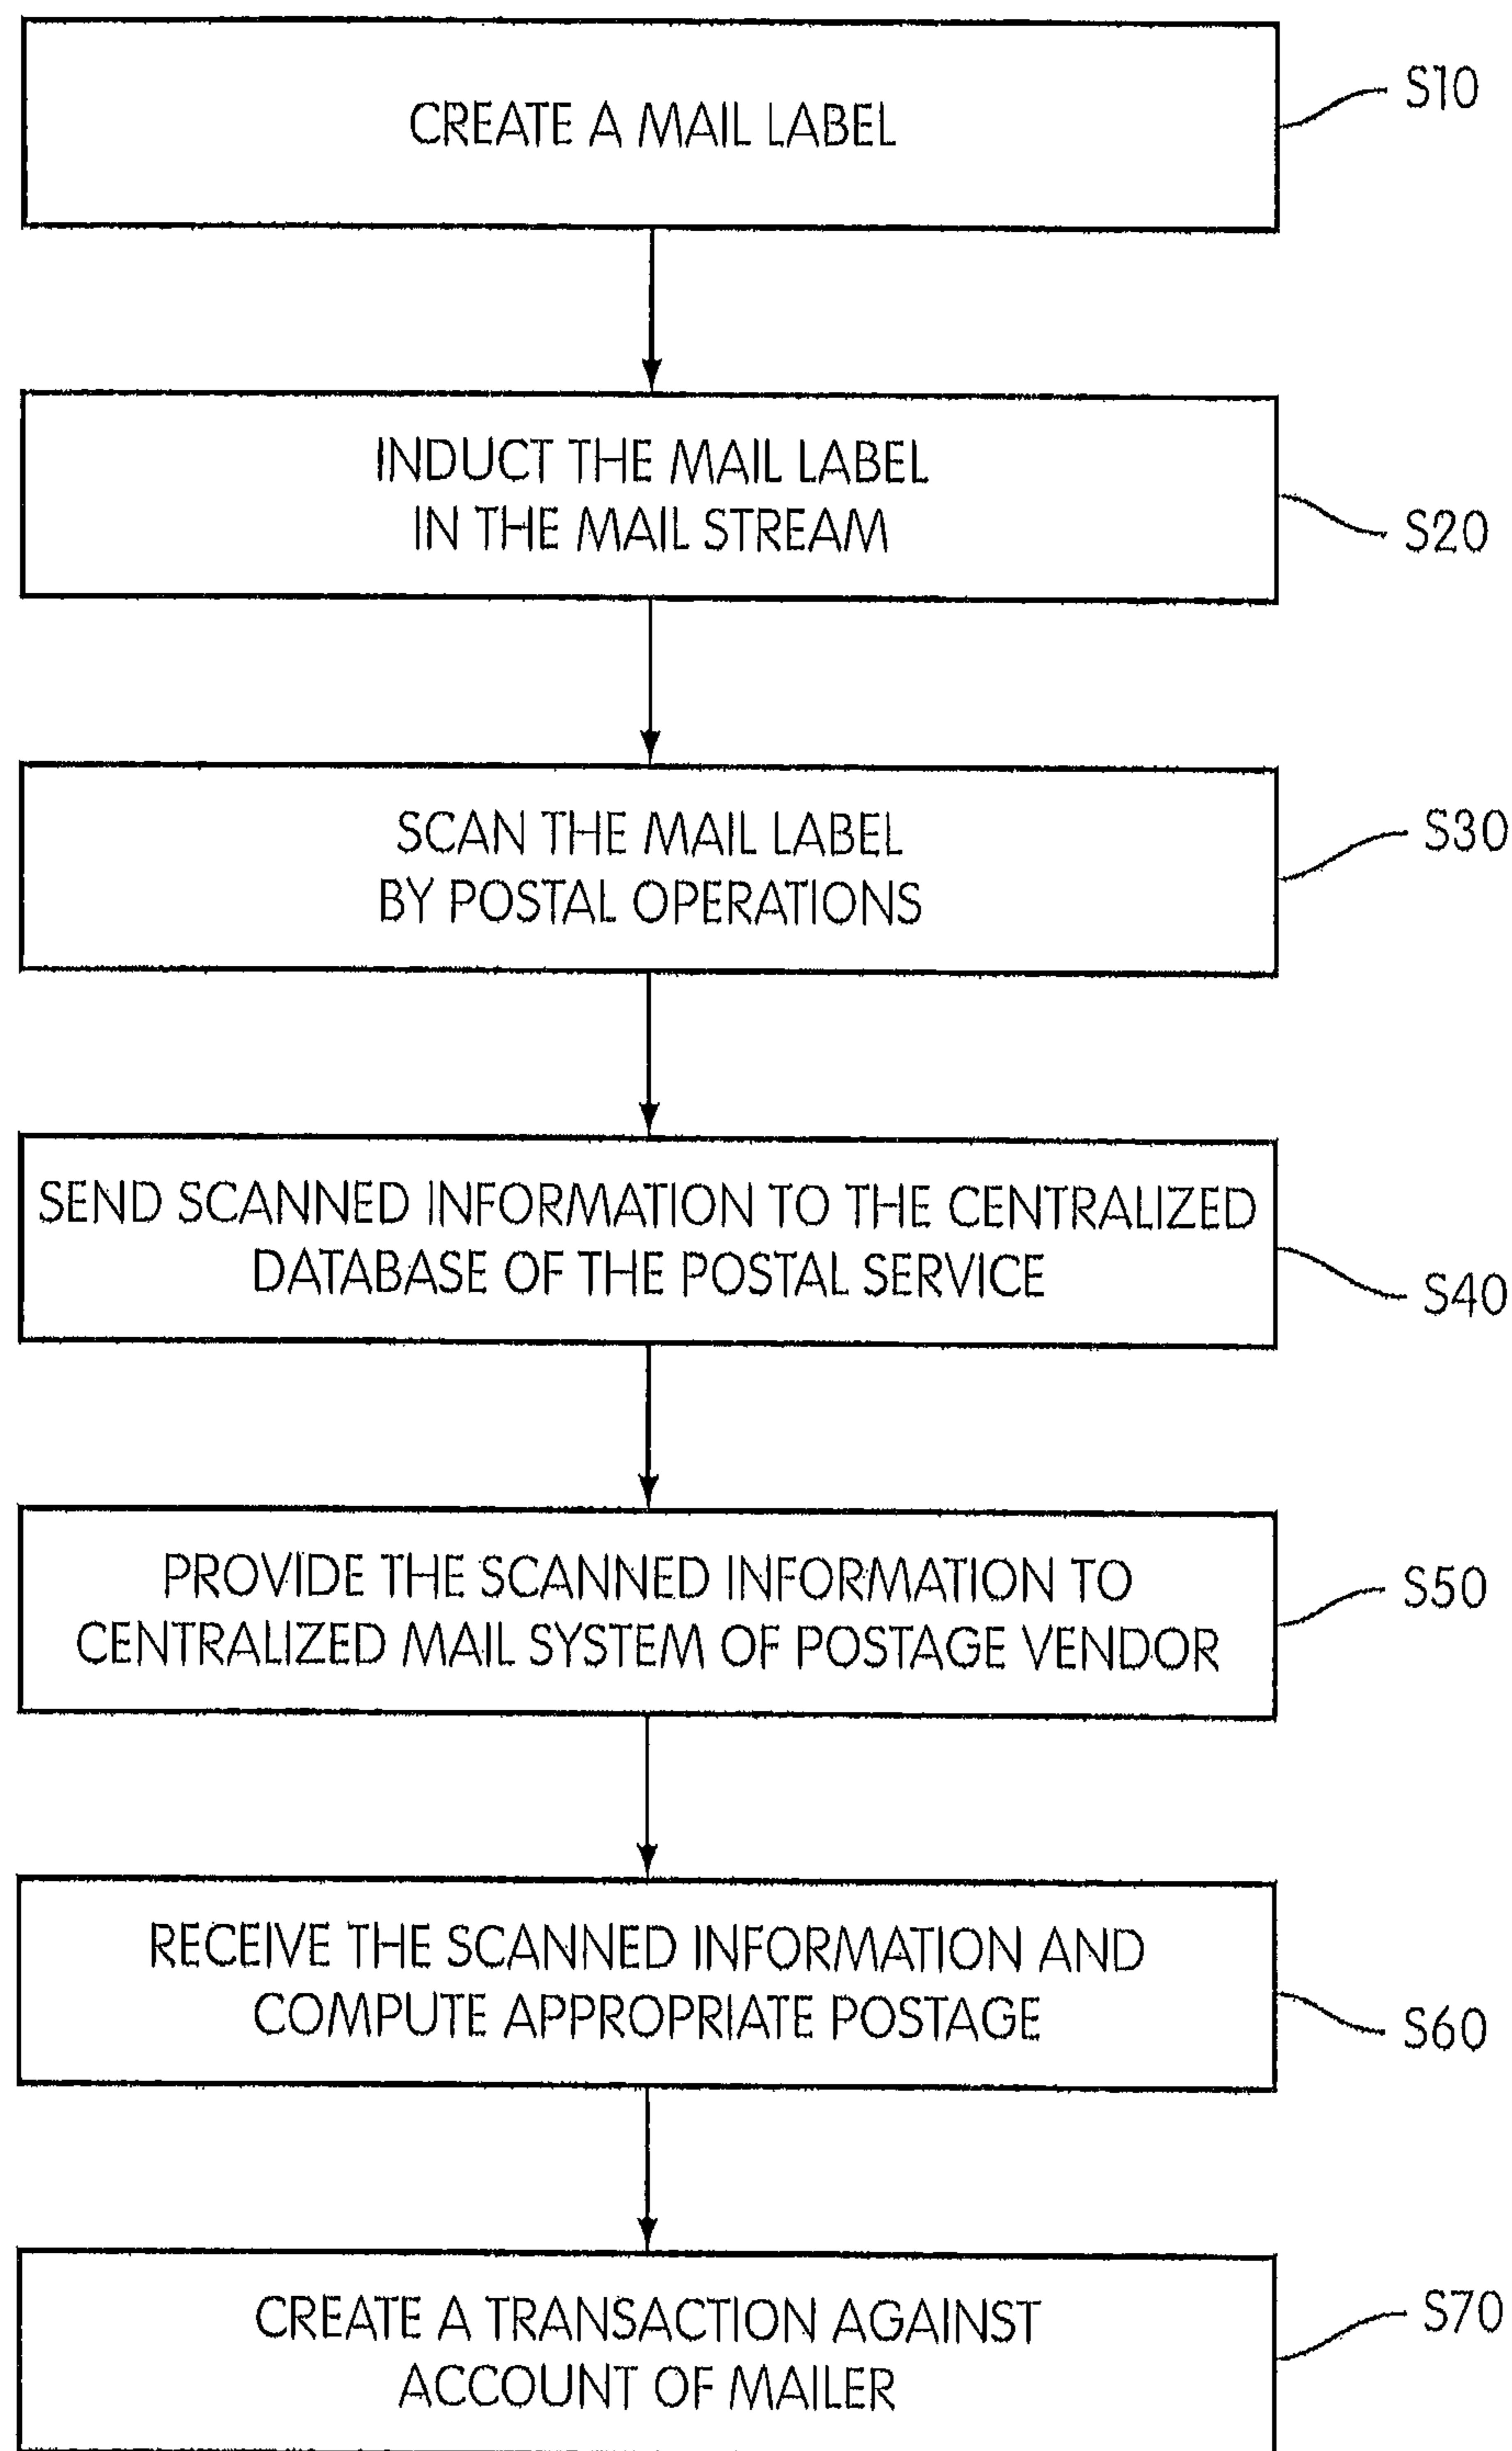 CREATE A MAIL LABEL
S10
INDUCT THE MAIL LABEL
IN THE MAIL STREAM
S20
SCAN THE MAIL LABEL
BY POSTAL OPERATIONS
S30
SEND SCANNED INFORMATION TO THE CENTRALIZED
DATABASE OF THE POSTAL SERVICE
S40
PROVIDE THE SCANNED INFORMATION TO
CENTRALIZED MAIL SYSTEM OF POSTAGE VENDOR
S50
RECEIVE THE SCANNED INFORMATION AND
COMPUTE APPROPRIATE POSTAGE
S60
CREATE A TRANSACTION AGAINST
ACCOUNT OF MAILER
S70